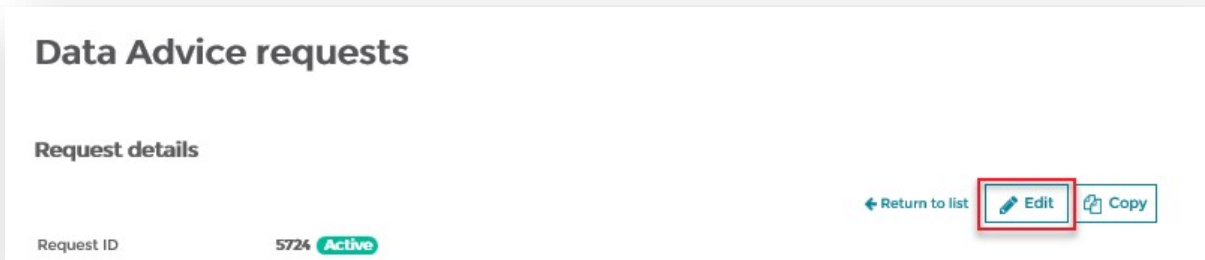 Data Advice requests
Request details
Return to list Edit Copy
Request ID 5724 Active